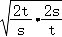 √(2t/s • 2s/t)